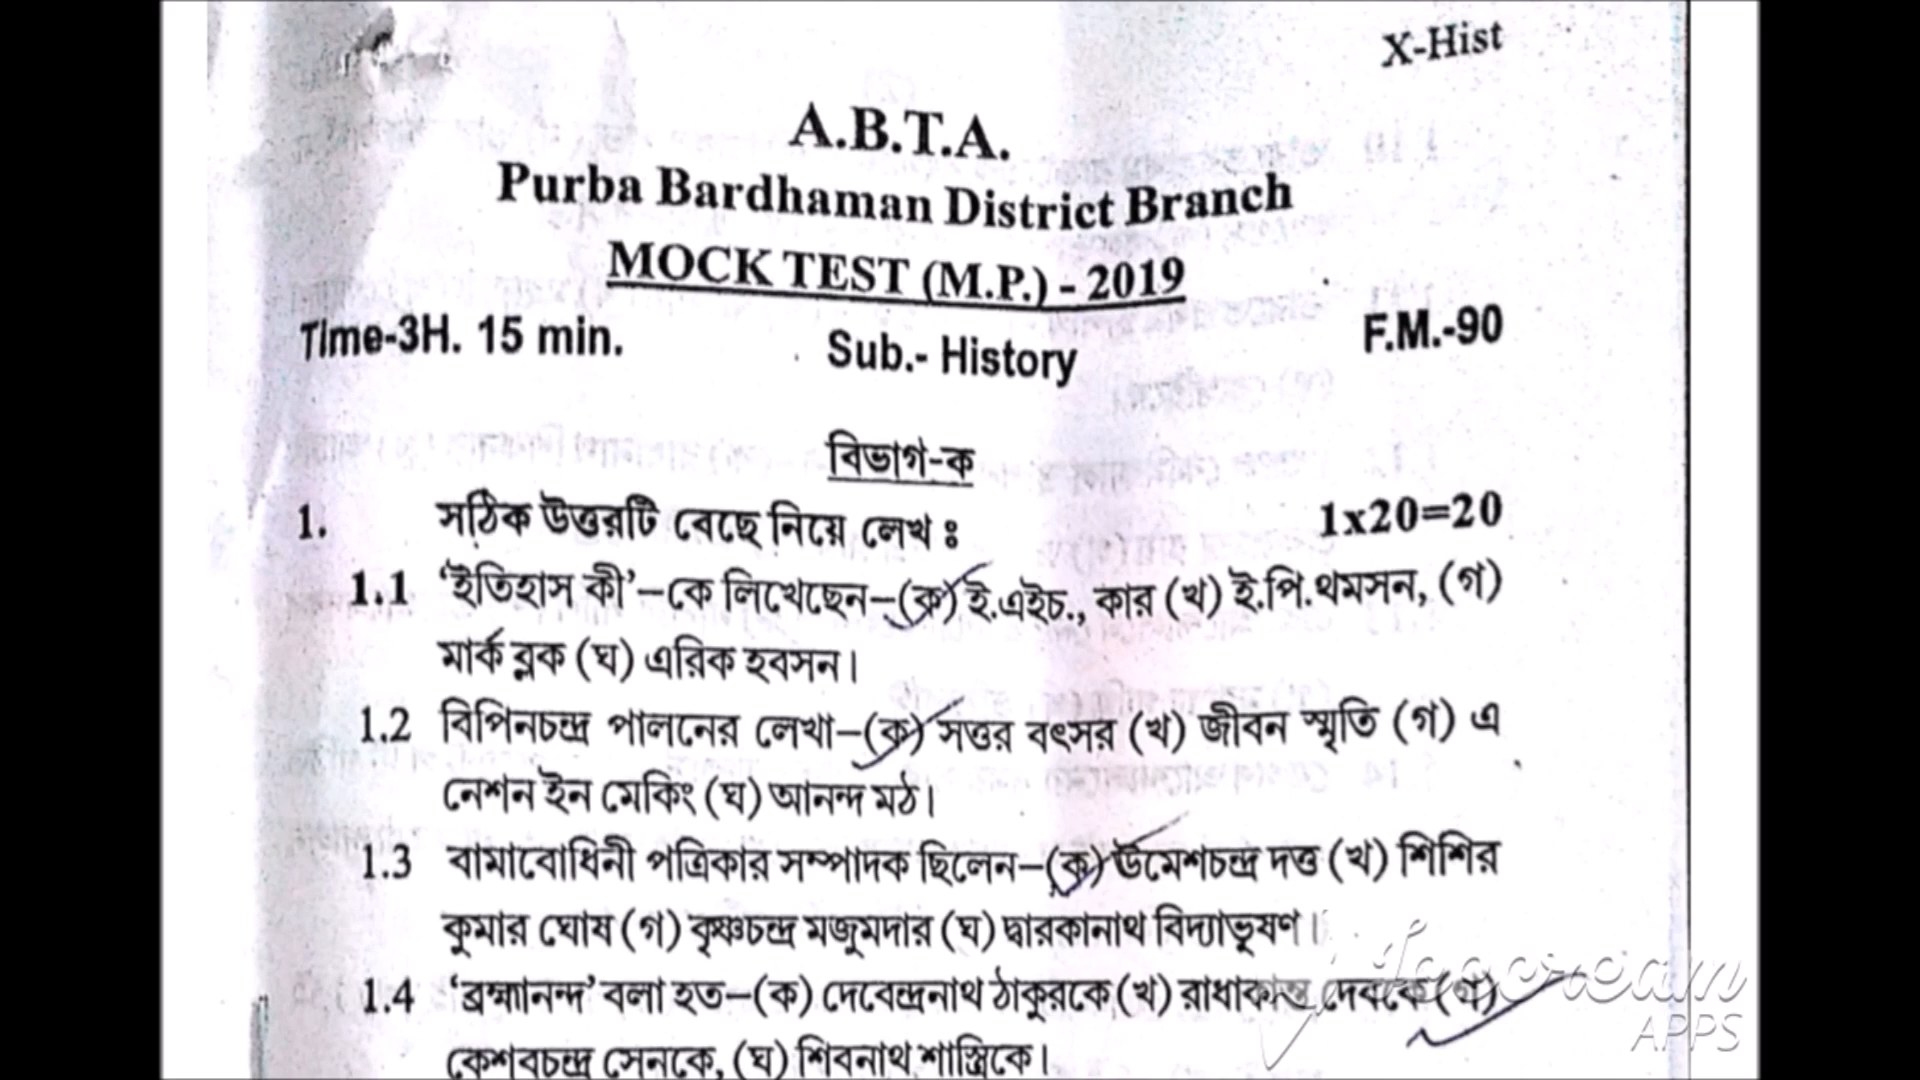 X-Hist
A.B.T.A.
Purba Bardhaman District Branch
MOCK TEST (M.P.) - 2019
Time-3H. 15 min.
Sub.- History
F.M.-90
বিভাগ-ক
1. সঠিক উত্তরটি বেছে নিয়ে লেখ ঃ 1x20=20
1.1 ‘ইতিহাস কী’–কে লিখেছেন–(ক) ই.এইচ., কার (খ) ই.পি.থমসন, (গ)
মার্ক ব্লক (ঘ) এরিক হবসন।
1.2 বিপিনচন্দ্র পালনের লেখা–(ক) সত্তর বৎসর (খ) জীবন স্মৃতি (গ) এ
নেশন ইন মেকিং (ঘ) আনন্দ মঠ।
1.3 বামাবোধিনী পত্রিকার সম্পাদক ছিলেন–(ক) উমেশচন্দ্র দত্ত (খ) শিশির
কুমার ঘোষ (গ) কৃষ্ণচন্দ্র মজুমদার (ঘ) দ্বারকানাথ বিদ্যাভূষণ।
1.4 ‘ব্রহ্মানন্দ’ বলা হত–(ক) দেবেন্দ্রনাথ ঠাকুরকে (খ) রাধাকান্ত দেবকে (গ)
কেশবচন্দ্র সেনকে, (ঘ) শিবনাথ শাস্ত্রিকে।
APPS